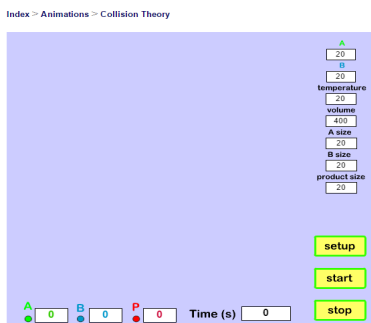 Index > Animations > Collision Theory
A
20
B
20
temperature
20
volume
400
A size
20
B size
20
product size
20
setup
start
A 0 B 0 P 0 Time (s) 0 stop